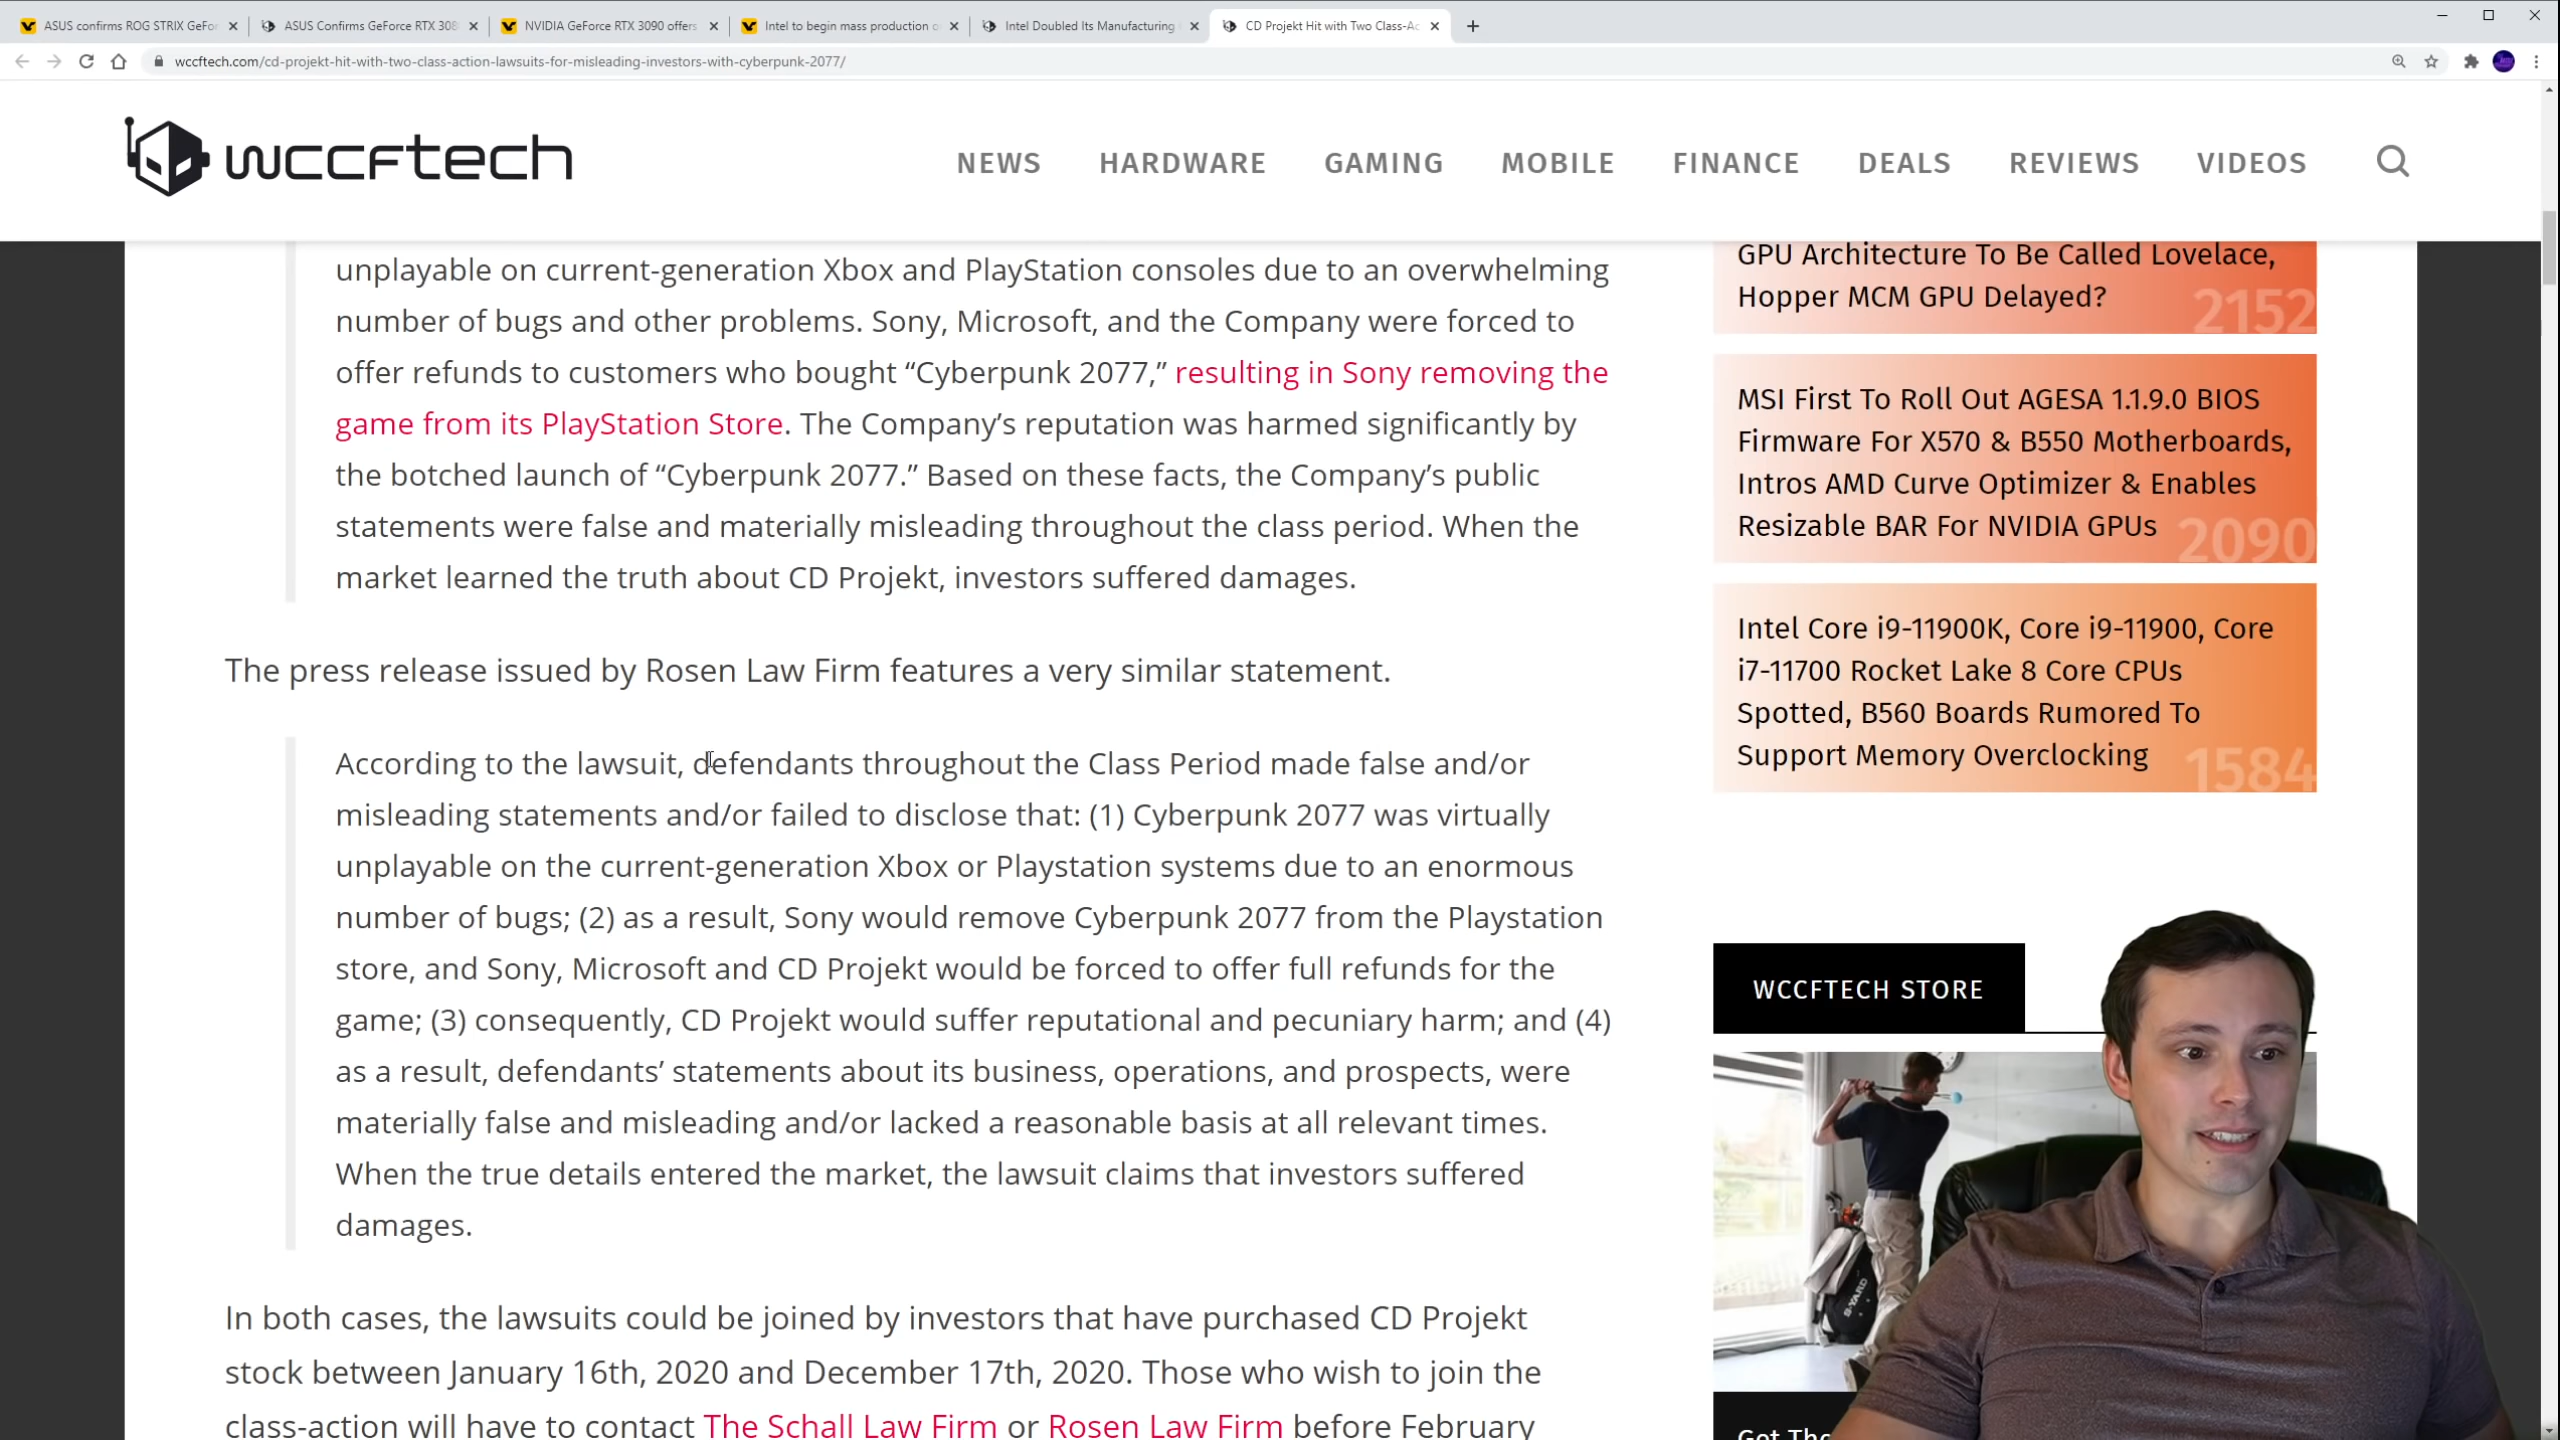 ASUS confirms ROG STRIX GeFor
ASUS Confirms GeForce RTX 308
NVIDIA GeForce RTX 3090 offers
Intel to begin mass production o
Intel Doubled Its Manufacturing
CD Projekt Hit with Two Class-Ac
wccftech.com/cd-projekt-hit-with-two-class-action-lawsuits-for-misleading-investors-with-cyberpunk-2077/
wccftech
NEWS HARDWARE GAMING MOBILE FINANCE DEALS REVIEWS VIDEOS
unplayable on current-generation Xbox and PlayStation consoles due to an overwhelming
number of bugs and other problems. Sony, Microsoft, and the Company were forced to
offer refunds to customers who bought “Cyberpunk 2077,” resulting in Sony removing the
game from its PlayStation Store. The Company’s reputation was harmed significantly by
the botched launch of “Cyberpunk 2077.” Based on these facts, the Company’s public
statements were false and materially misleading throughout the class period. When the
market learned the truth about CD Projekt, investors suffered damages.
The press release issued by Rosen Law Firm features a very similar statement.
According to the lawsuit, defendants throughout the Class Period made false and/or
misleading statements and/or failed to disclose that: (1) Cyberpunk 2077 was virtually
unplayable on the current-generation Xbox or Playstation systems due to an enormous
number of bugs; (2) as a result, Sony would remove Cyberpunk 2077 from the Playstation
store, and Sony, Microsoft and CD Projekt would be forced to offer full refunds for the
game; (3) consequently, CD Projekt would suffer reputational and pecuniary harm; and (4)
as a result, defendants’ statements about its business, operations, and prospects, were
materially false and misleading and/or lacked a reasonable basis at all relevant times.
When the true details entered the market, the lawsuit claims that investors suffered
damages.
In both cases, the lawsuits could be joined by investors that have purchased CD Projekt
stock between January 16th, 2020 and December 17th, 2020. Those who wish to join the
class-action will have to contact The Schall Law Firm or Rosen Law Firm before February
GPU Architecture To Be Called Lovelace,
Hopper MCM GPU Delayed?
2152
MSI First To Roll Out AGESA 1.1.9.0 BIOS
Firmware For X570 & B550 Motherboards,
Intros AMD Curve Optimizer & Enables
Resizable BAR For NVIDIA GPUs
2090
Intel Core i9-11900K, Core i9-11900, Core
i7-11700 Rocket Lake 8 Core CPUs
Spotted, B560 Boards Rumored To
Support Memory Overclocking
1584
WCCFTECH STORE
S-YARD
Get The